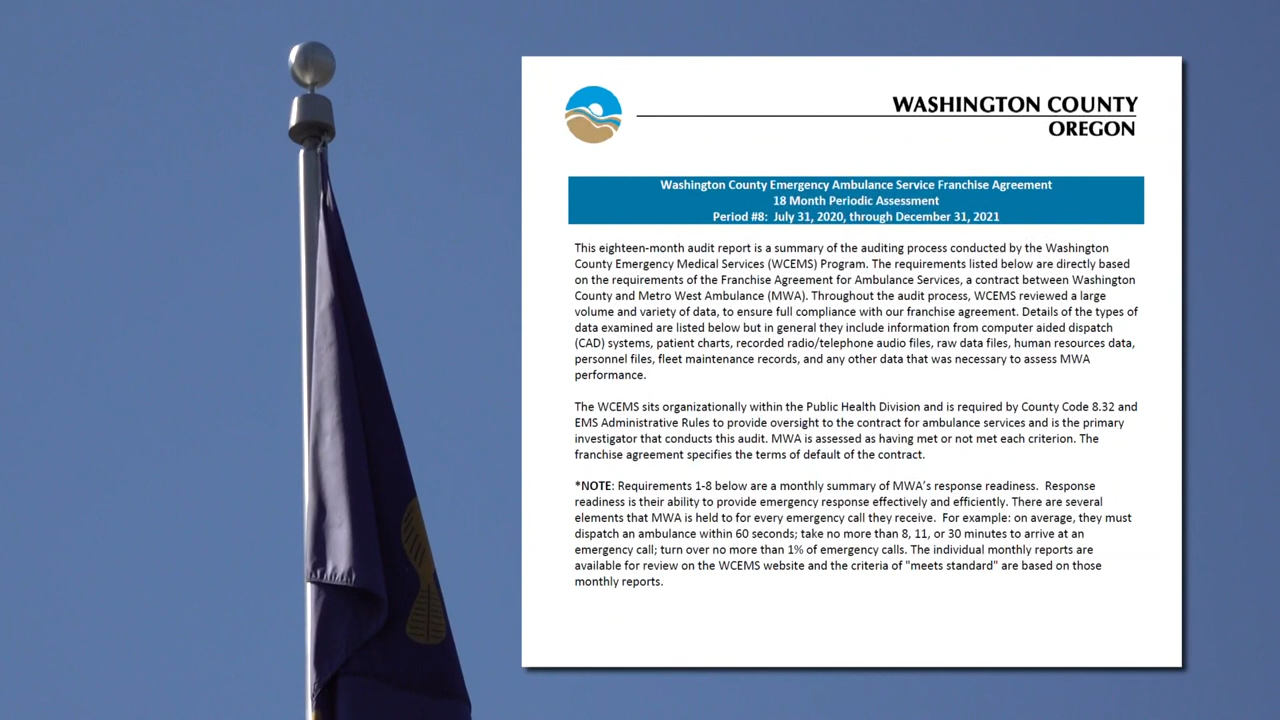 WASHINGTON COUNTY
OREGON
Washington County Emergency Ambulance Service Franchise Agreement
18 Month Periodic Assessment
Period #8:  July 31, 2020, through December 31, 2021
This eighteen-month audit report is a summary of the auditing process conducted by the Washington
County Emergency Medical Services (WCEMS) Program. The requirements listed below are directly based
on the requirements of the Franchise Agreement for Ambulance Services, a contract between Washington
County and Metro West Ambulance (MWA). Throughout the audit process, WCEMS reviewed a large
volume and variety of data, to ensure full compliance with our franchise agreement. Details of the types of
data examined are listed below but in general they include information from computer aided dispatch
(CAD) systems, patient charts, recorded radio/telephone audio files, raw data files, human resources data,
personnel files, fleet maintenance records, and any other data that was necessary to assess MWA
performance.
The WCEMS sits organizationally within the Public Health Division and is required by County Code 8.32 and
EMS Administrative Rules to provide oversight to the contract for ambulance services and is the primary
investigator that conducts this audit. MWA is assessed as having met or not met each criterion. The
franchise agreement specifies the terms of default of the contract.
*NOTE: Requirements 1-8 below are a monthly summary of MWA's response readiness.  Response
readiness is their ability to provide emergency response effectively and efficiently. There are several
elements that MWA is held to for every emergency call they receive.  For example: on average, they must
dispatch an ambulance within 60 seconds; take no more than 8, 11, or 30 minutes to arrive at an
emergency call; turn over no more than 1% of emergency calls. The individual monthly reports are
available for review on the WCEMS website and the criteria of "meets standard" are based on those
monthly reports.